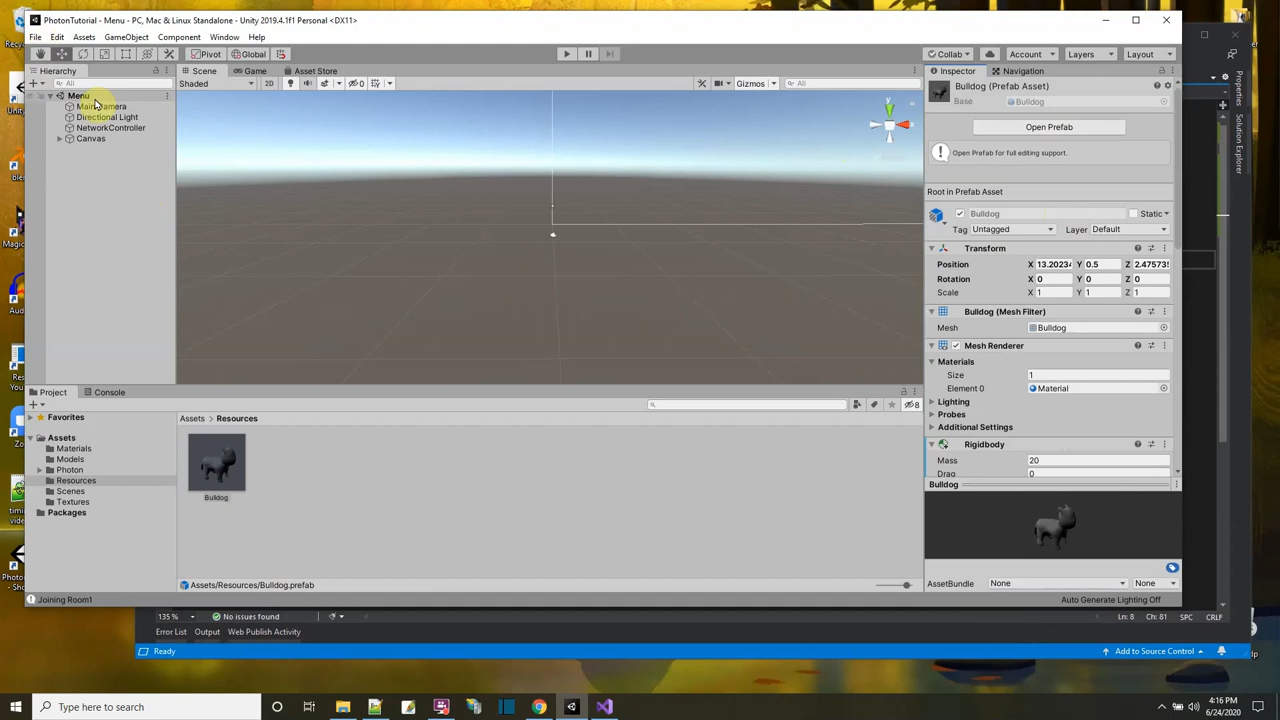 PhotonTutorial - Menu - PC, Mac & Linux Standalone - Unity 2019.4.1f1 Personal <DX11>
File Edit Assets GameObject Component Window Help
Pivot Global Collab Account Layers Layout
Hierarchy
All
Menu
Main Camera
Directional Light
NetworkController
Canvas
Scene Game Asset Store
Shaded 2D 0 Gizmos All
Inspector Navigation
Bulldog (Prefab Asset)
Base Bulldog
Open Prefab
Open Prefab for full editing support.
Root in Prefab Asset
Bulldog Static
Tag Untagged Layer Default
Transform
Position X 13.20234 Y 0.5 Z 2.475735
Rotation X 0 Y 0 Z 0
Scale X 1 Y 1 Z 1
Bulldog (Mesh Filter)
Mesh Bulldog
Mesh Renderer
Materials
Size 1
Element 0 Material
Lighting
Probes
Additional Settings
Rigidbody
Mass 20
Drag 0
Bulldog
AssetBundle None None
Auto Generate Lighting Off
Project Console
8
Favorites
Assets
Materials
Models
Photon
Resources
Scenes
Textures
Packages
Assets > Resources
Bulldog
Assets/Resources/Bulldog.prefab
Joining Room1
Properties
Solution Explorer
135 % No issues found Ln: 8 Ch: 81 SPC CRLF
Error List Output Web Publish Activity
Ready Add to Source Control
Type here to search
4:16 PM
6/24/2020